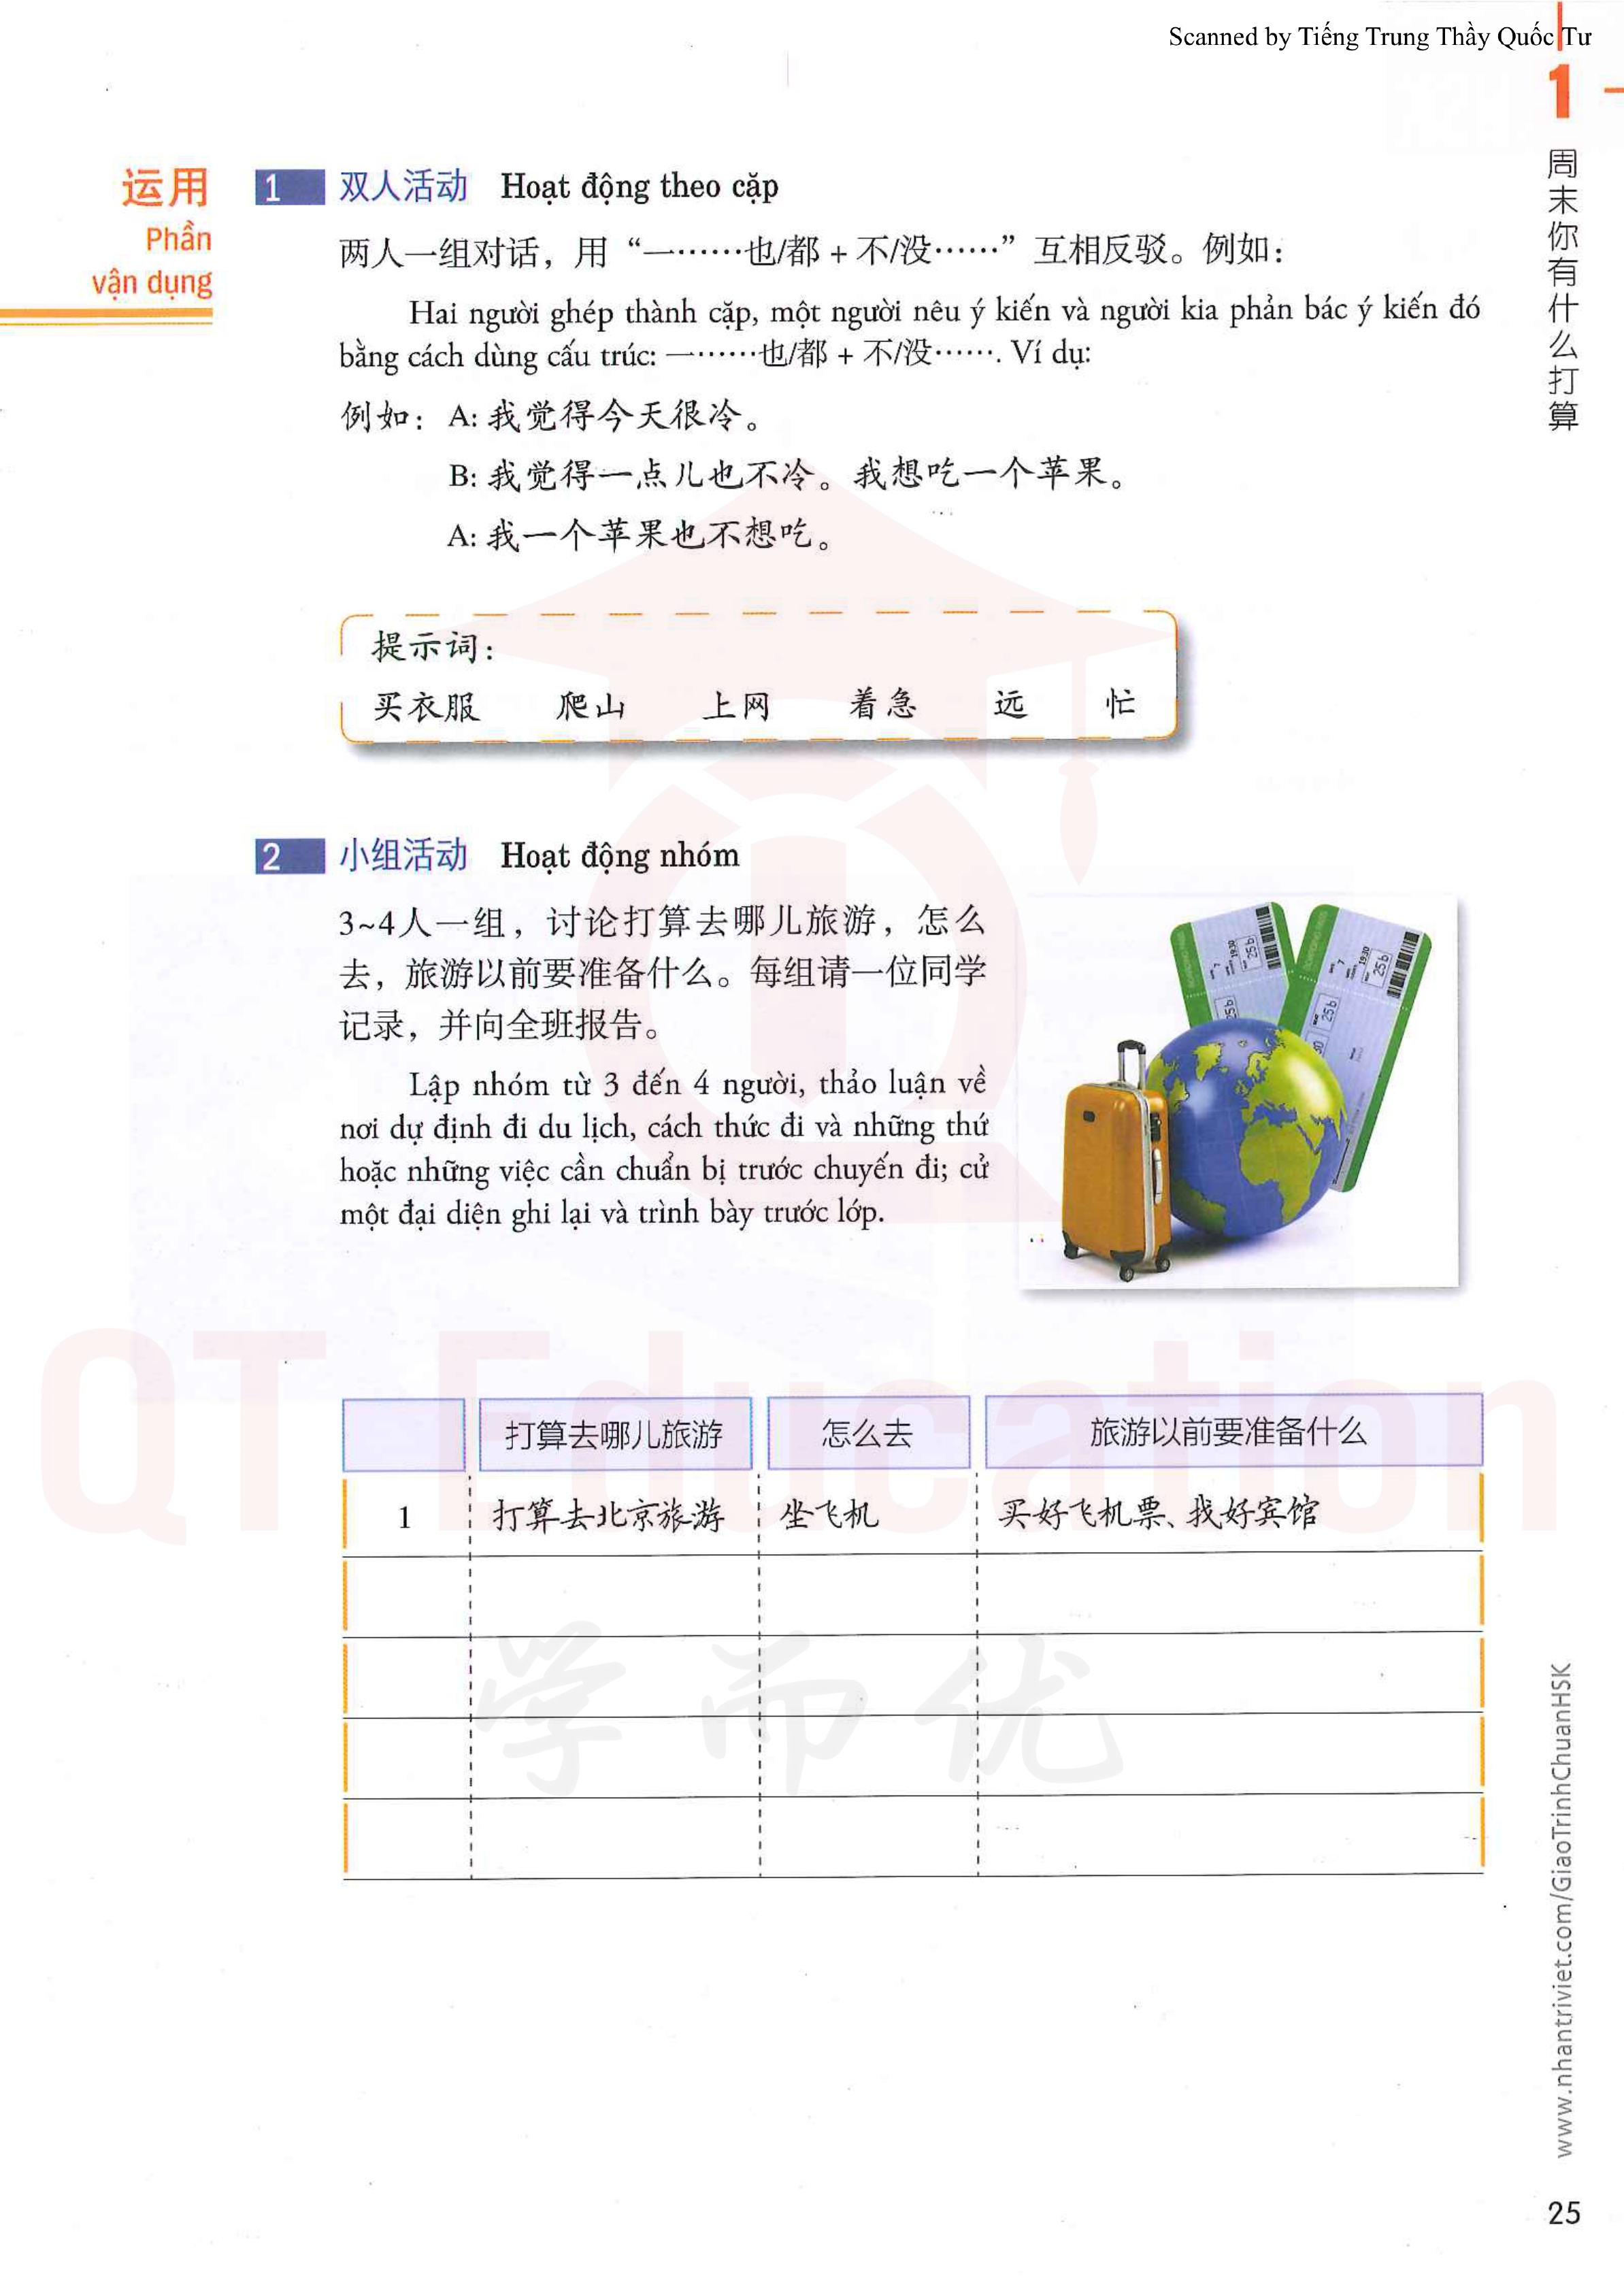 Scanned by Tiếng Trung Thầy Quốc Tư
1
周末你有什么打算
运用
Phần
vận dụng
1 双人活动 Hoạt động theo cặp
两人一组对话，用“一……也/都 + 不/没……”互相反驳。例如：
Hai người ghép thành cặp, một người nêu ý kiến và người kia phản bác ý kiến đó
bằng cách dùng cấu trúc: 一……也/都 + 不/没……. Ví dụ:
例如：A: 我觉得今天很冷。
B: 我觉得一点儿也不冷。我想吃一个苹果。
A: 我一个苹果也不想吃。
提示词：
买衣服 爬山 上网 着急 远 忙
2 小组活动 Hoạt động nhóm
3~4人一组，讨论打算去哪儿旅游，怎么
去，旅游以前要准备什么。每组请一位同学
记录，并向全班报告。
Lập nhóm từ 3 đến 4 người, thảo luận về
nơi dự định đi du lịch, cách thức đi và những thứ
hoặc những việc cần chuẩn bị trước chuyến đi; cử
một đại diện ghi lại và trình bày trước lớp.
QT Education
打算去哪儿旅游 怎么去 旅游以前要准备什么
1 打算去北京旅游 坐飞机 买好飞机票、找好宾馆
学而优
www.nhantriviet.com/GiaoTrinhChuanHSK
25